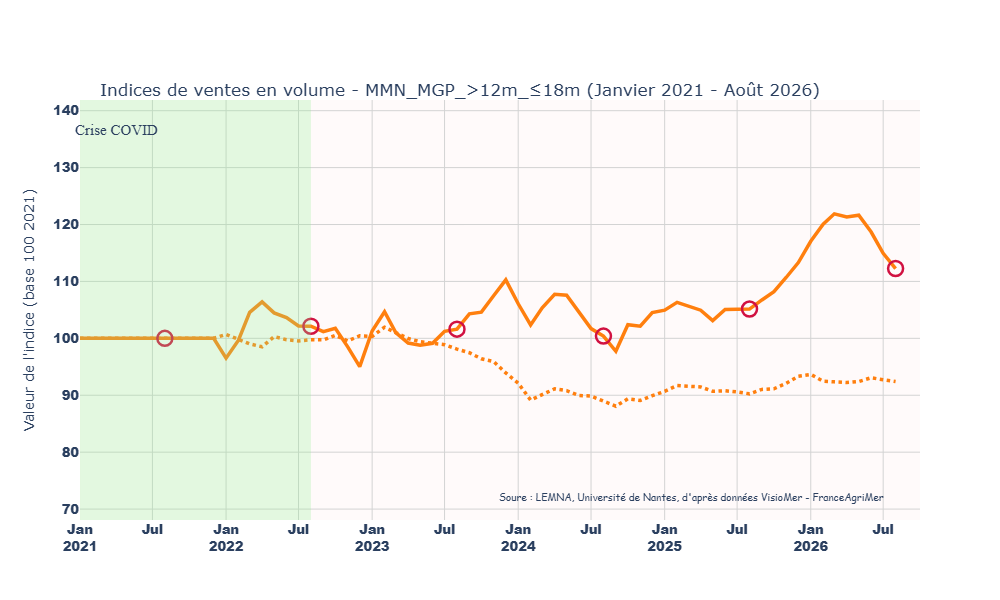 Indices de ventes en volume - MMN_MGP_>12m_≤18m (Janvier 2021 - Août 2026)
Crise COVID
Valeur de l'indice (base 100 2021)
140
130
120
110
100
90
80
70
Soure : LEMNA, Université de Nantes, d'après données VisioMer - FranceAgriMer
Jan Jul Jan Jul Jan Jul Jan Jul Jan Jul Jan Jul
2021 2022 2023 2024 2025 2026